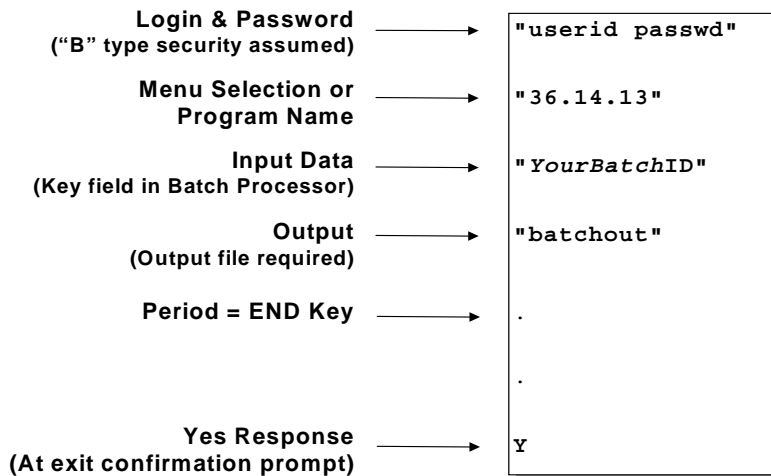 Login & Password
(“B” type security assumed)
"userid passwd"
Menu Selection or
Program Name
"36.14.13"
Input Data
(Key field in Batch Processor)
"YourBatchID"
Output
(Output file required)
"batchout"
Period = END Key
.
.
Yes Response
(At exit confirmation prompt)
Y